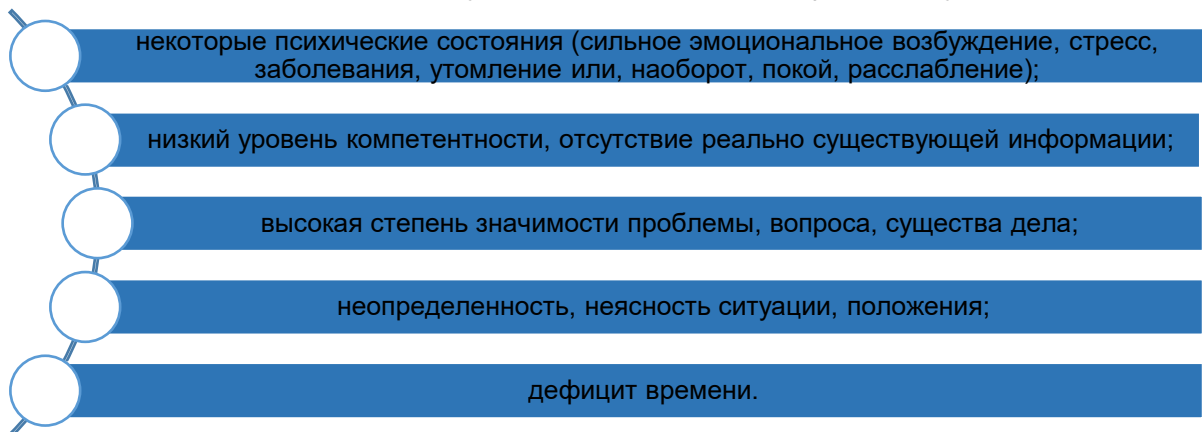 некоторые психические состояния (сильное эмоциональное возбуждение, стресс,
заболевания, утомление или, наоборот, покой, расслабление);
низкий уровень компетентности, отсутствие реально существующей информации;
высокая степень значимости проблемы, вопроса, существа дела;
неопределенность, неясность ситуации, положения;
дефицит времени.